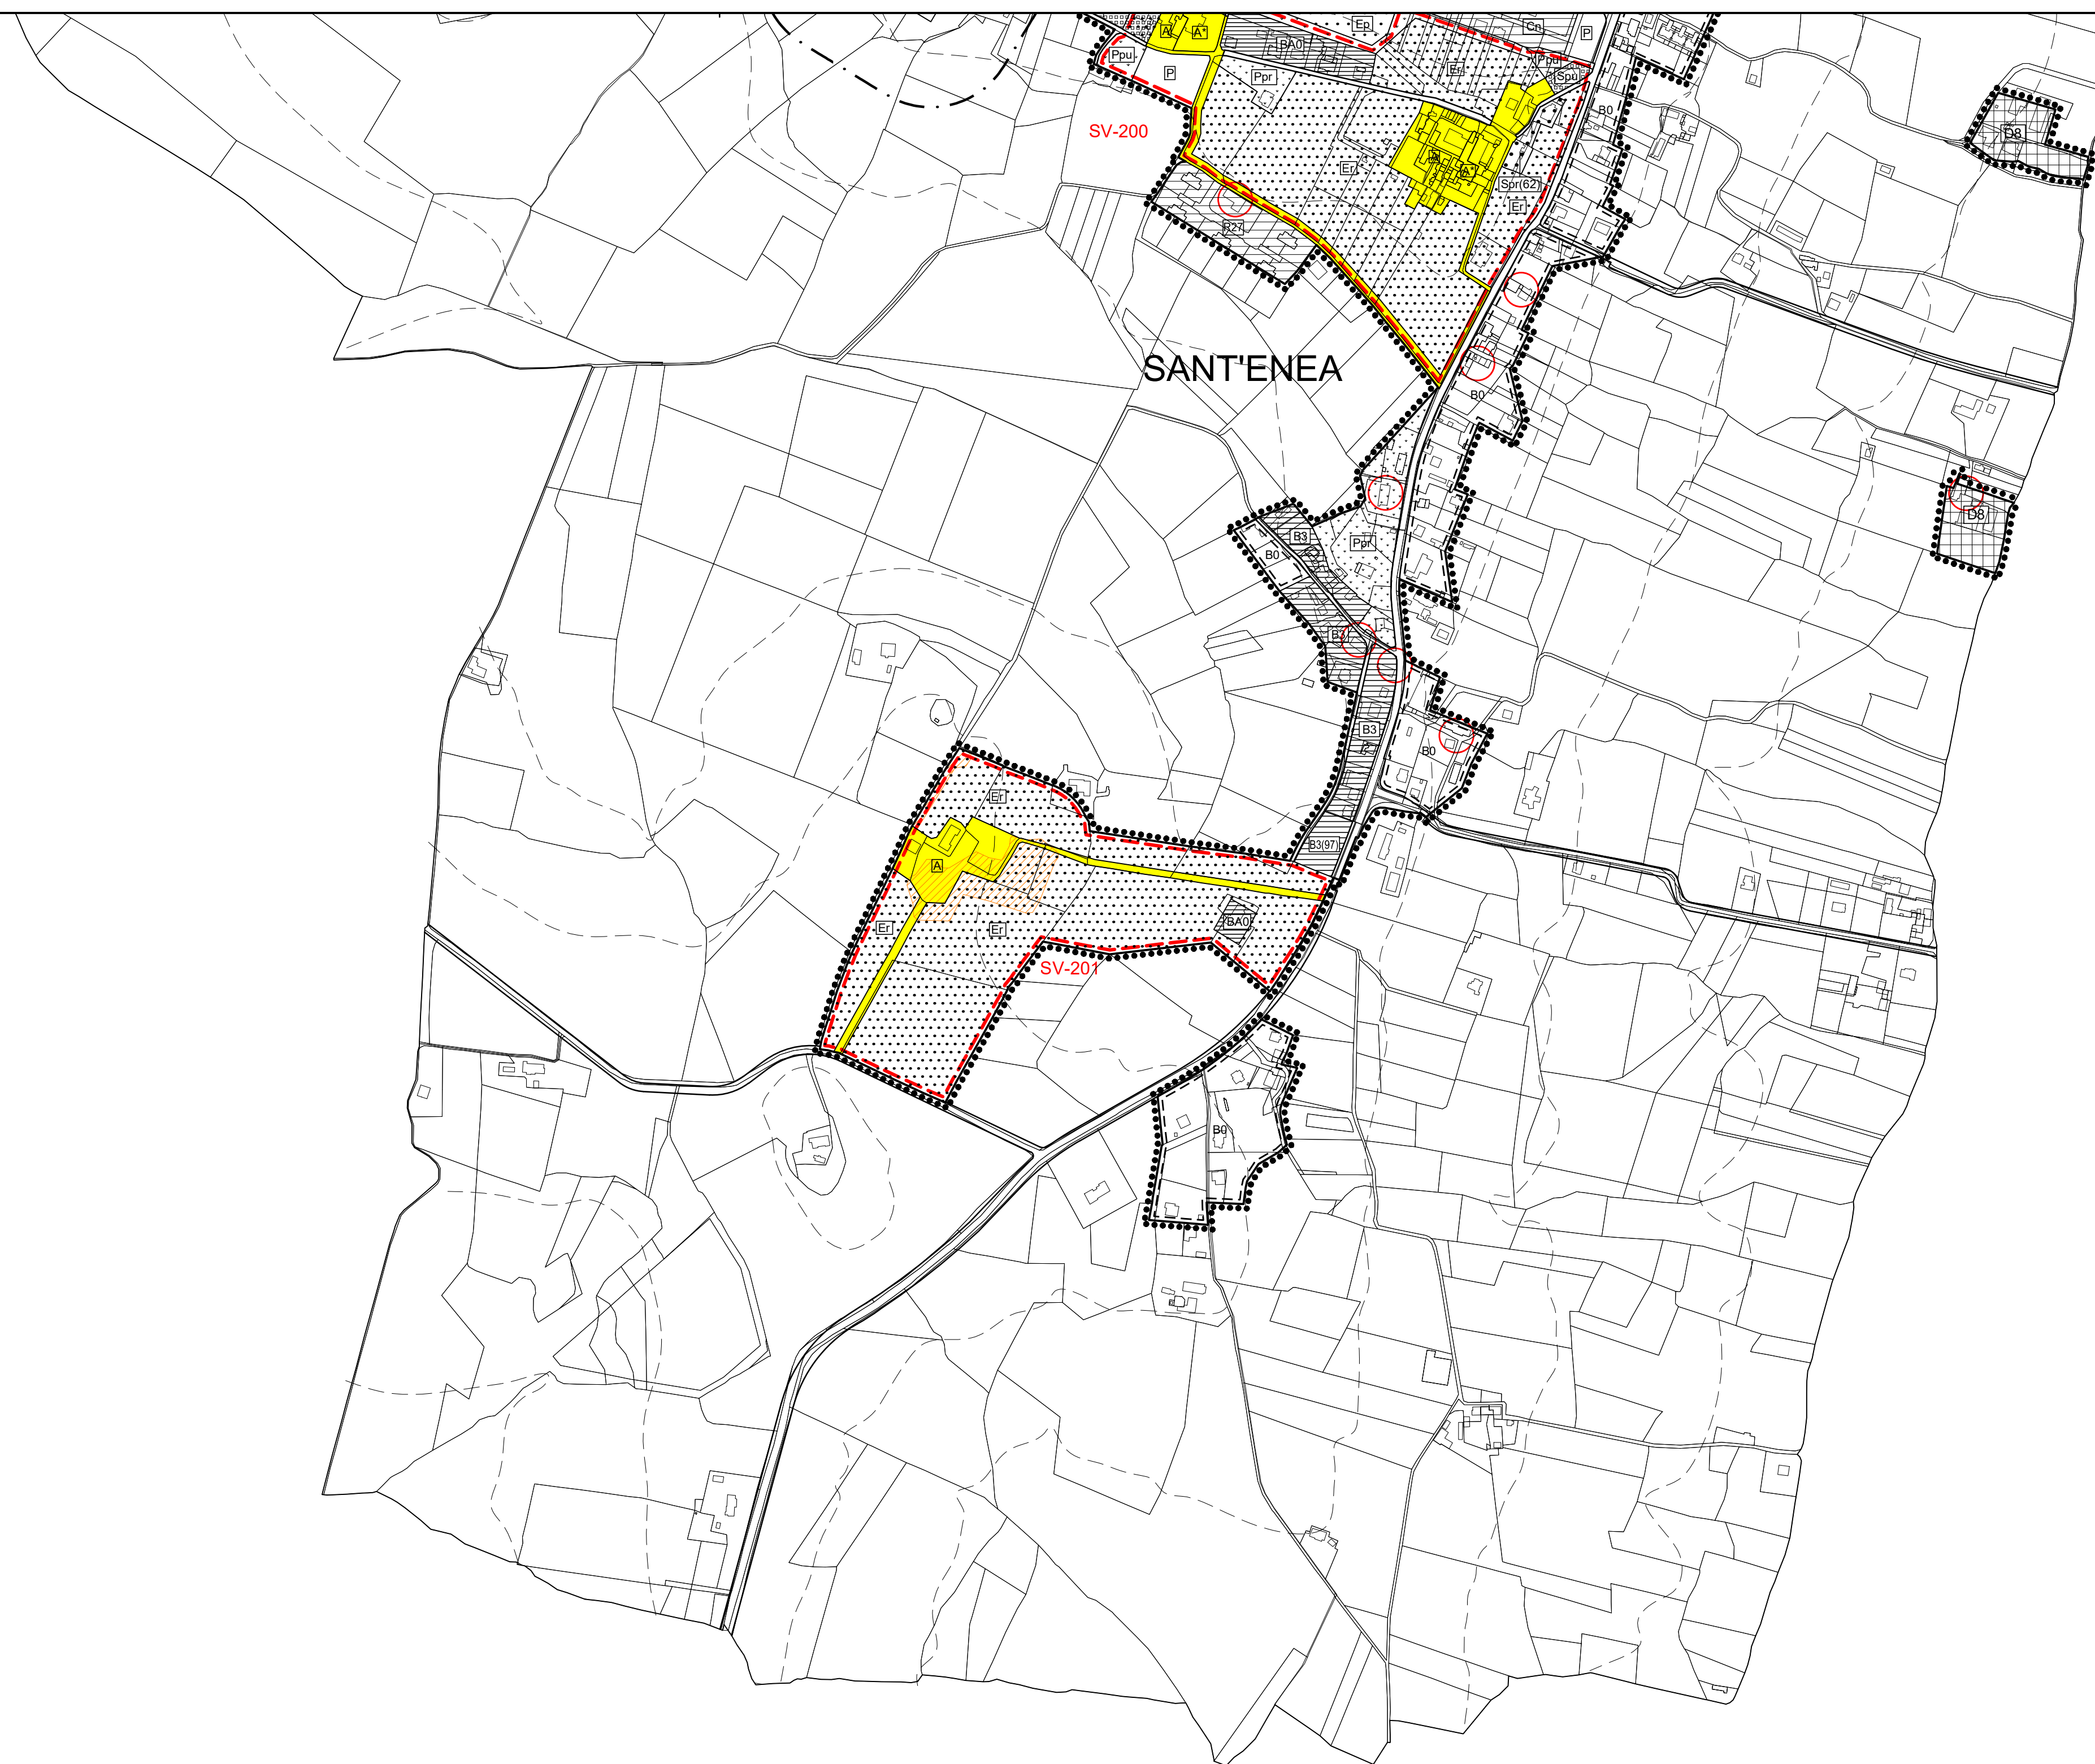 Ep
Cn
P
A
A*
BA0
Ppu
P
Ppr
Er
Ppu
Spu
B0
D8
SV-200
Er
A
A*
Spr(62)
Er
R27
SANT'ENEA
B0
D8
B3
B0
Ppr
B3
B3
B0
Er
B3(97)
A
Er
Er
BA0
SV-201
B0